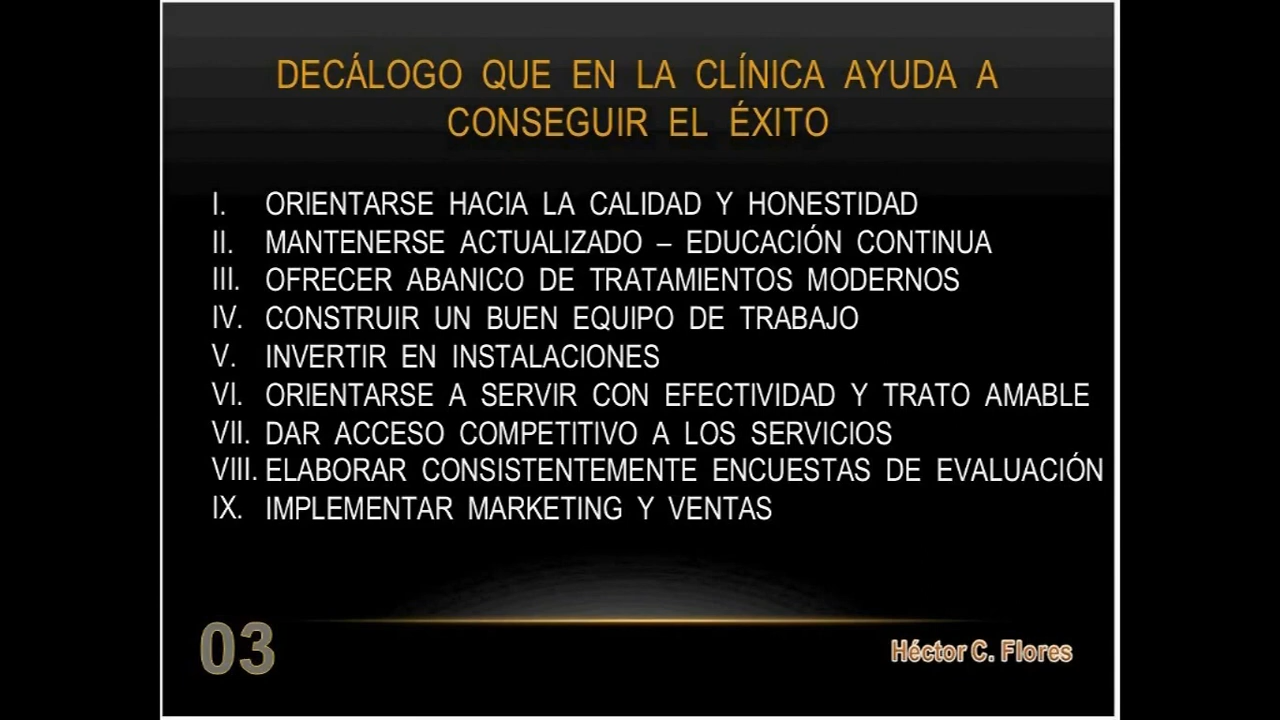 DECÁLOGO QUE EN LA CLÍNICA AYUDA A
CONSEGUIR EL ÉXITO
I. ORIENTARSE HACIA LA CALIDAD Y HONESTIDAD
II. MANTENERSE ACTUALIZADO – EDUCACIÓN CONTINUA
III. OFRECER ABANICO DE TRATAMIENTOS MODERNOS
IV. CONSTRUIR UN BUEN EQUIPO DE TRABAJO
V. INVERTIR EN INSTALACIONES
VI. ORIENTARSE A SERVIR CON EFECTIVIDAD Y TRATO AMABLE
VII. DAR ACCESO COMPETITIVO A LOS SERVICIOS
VIII. ELABORAR CONSISTENTEMENTE ENCUESTAS DE EVALUACIÓN
IX. IMPLEMENTAR MARKETING Y VENTAS
03
Héctor C. Flores